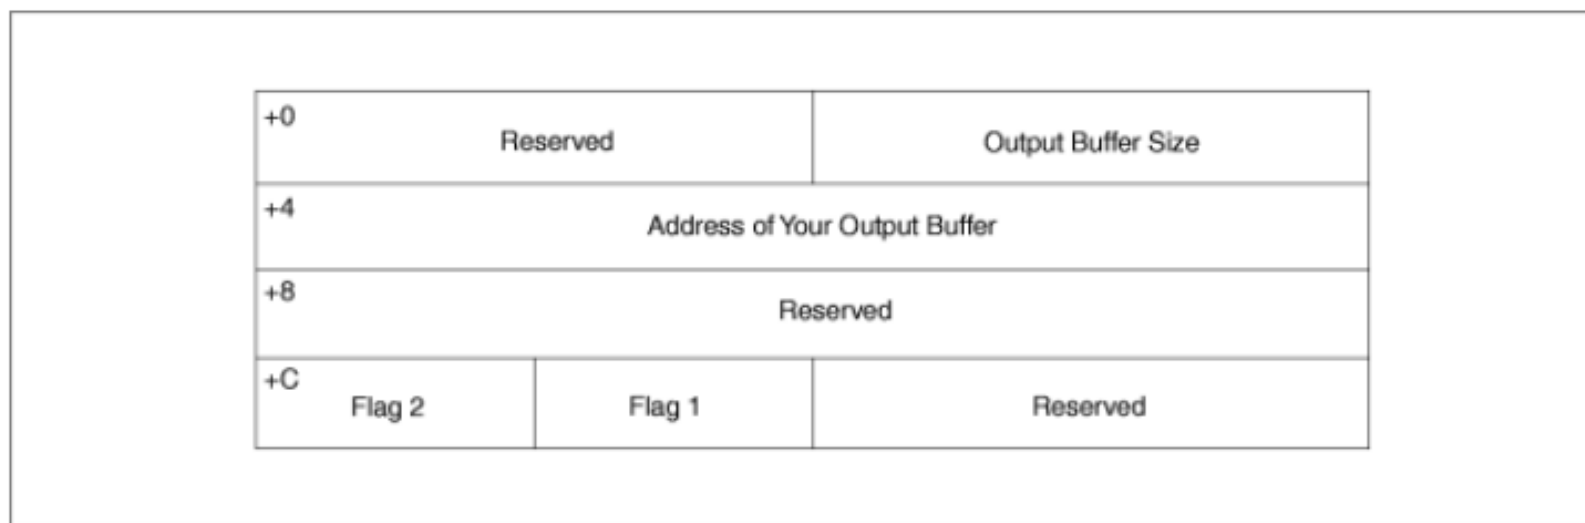 +0
Reserved Output Buffer Size
+4
Address of Your Output Buffer
+8
Reserved
+C
Flag 2 Flag 1 Reserved